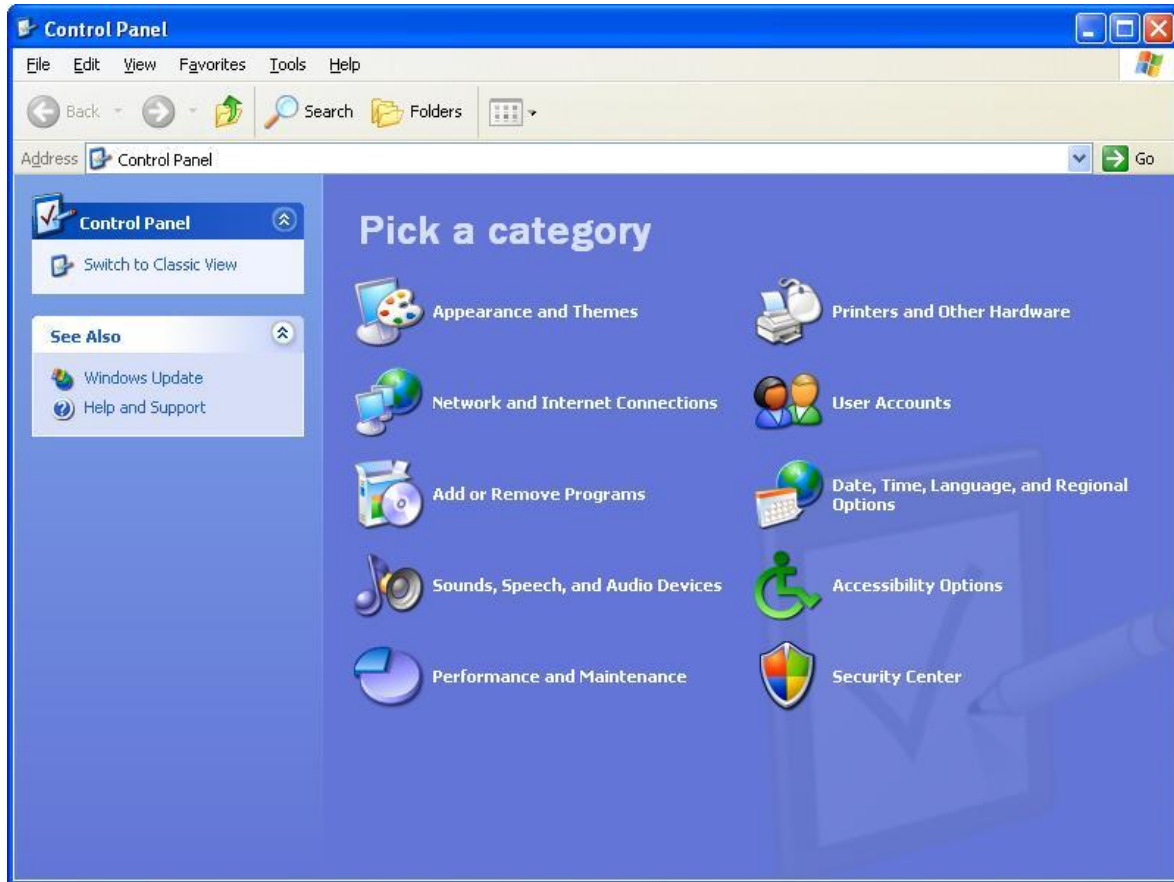 Control Panel
File Edit View Favorites Tools Help
Back Search Folders
Address Control Panel Go
Control Panel
Switch to Classic View
See Also
Windows Update
Help and Support
Pick a category
Appearance and Themes
Printers and Other Hardware
Network and Internet Connections
User Accounts
Add or Remove Programs
Date, Time, Language, and Regional
Options
Sounds, Speech, and Audio Devices
Accessibility Options
Performance and Maintenance
Security Center